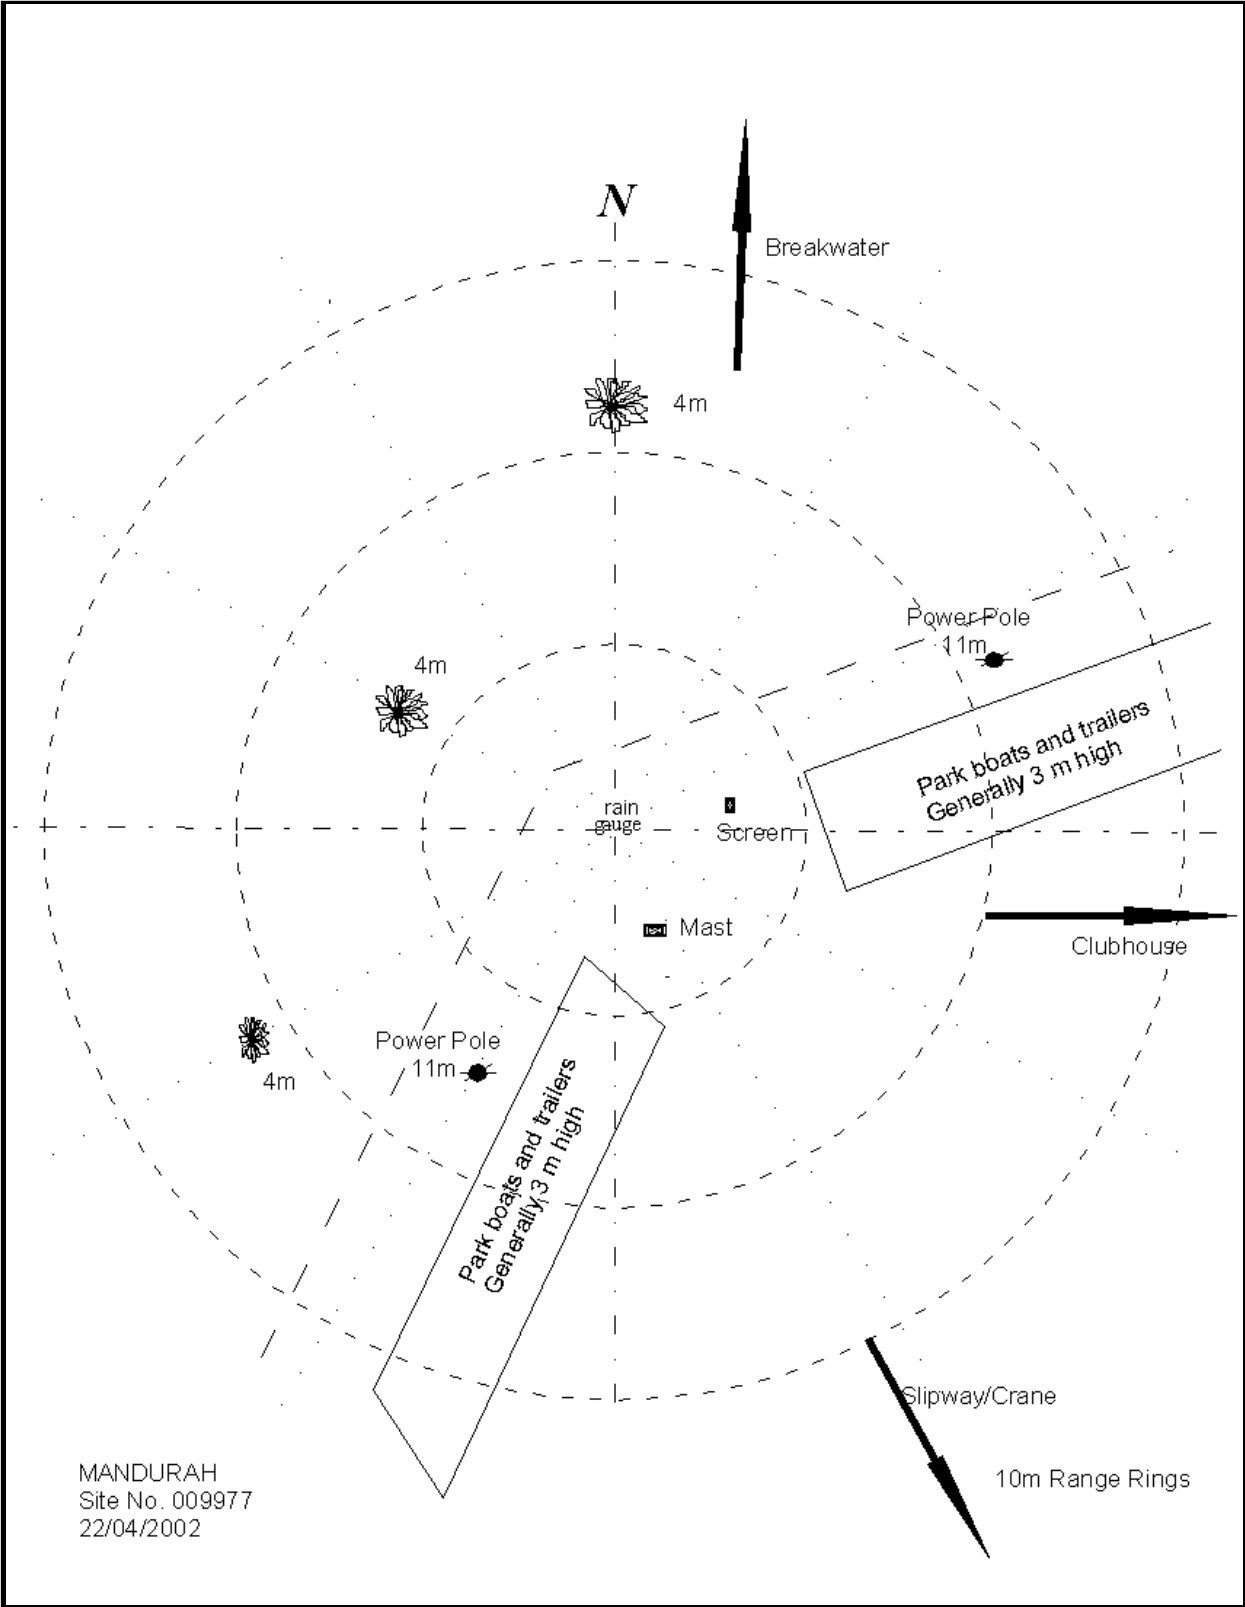 N
Breakwater
4m
Power Pole
11m
4m
Park boats and trailers
Generally 3 m high
rain
gauge
Screen
Mast
Clubhouse
Power Pole
11m
4m
Park boats and trailers
Generally 3 m high
Slipway/Crane
10m Range Rings
MANDURAH
Site No. 009977
22/04/2002